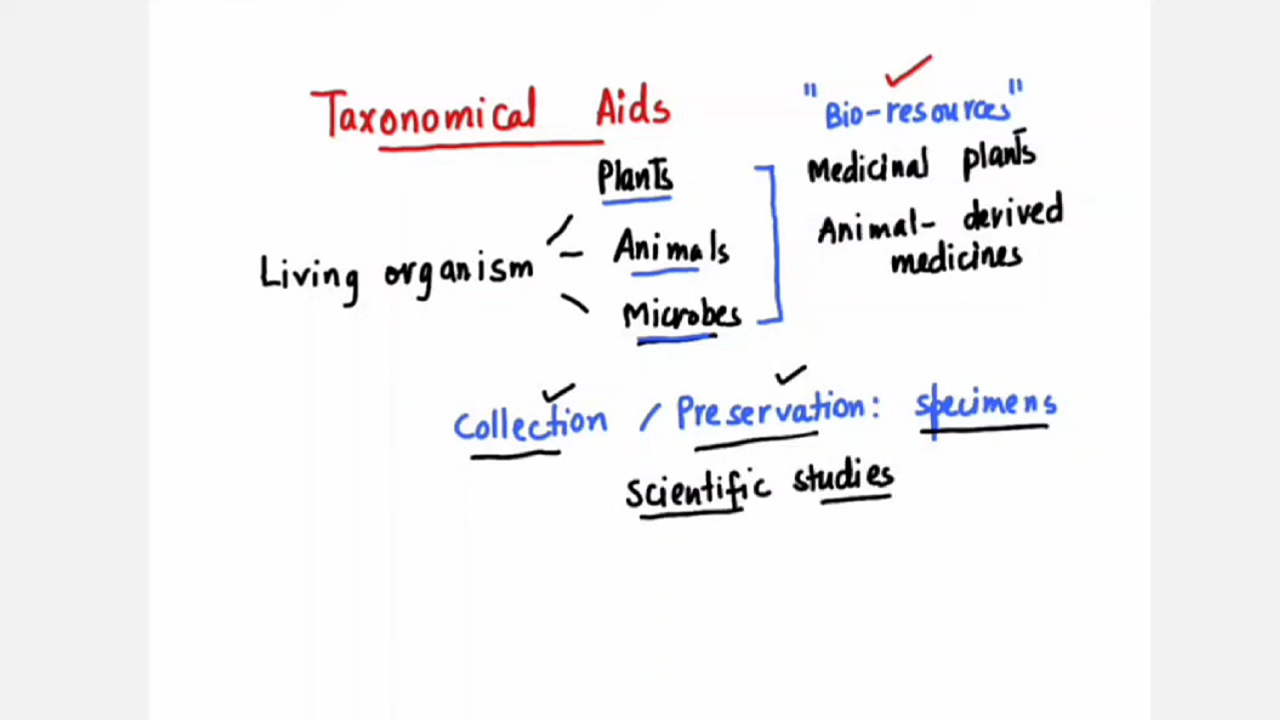 Taxonomical Aids
"Bio-resources"
Plants
Medicinal plants
Living organism
Animals
Animal-derived
medicines
Microbes
Collection / Preservation: specimens
scientific studies